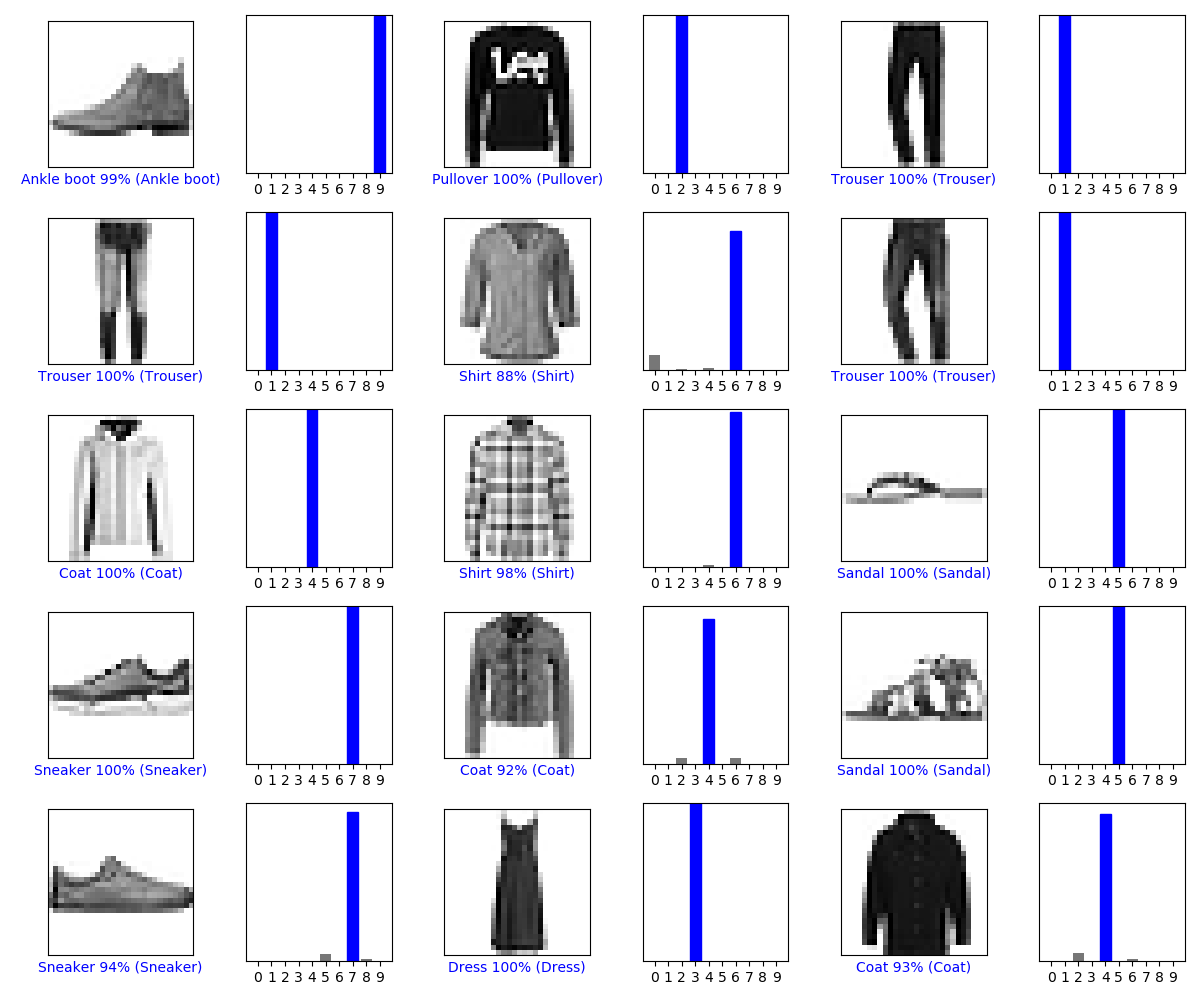 Lee
Ankle boot 99% (Ankle boot)
0 1 2 3 4 5 6 7 8 9
Pullover 100% (Pullover)
0 1 2 3 4 5 6 7 8 9
Trouser 100% (Trouser)
0 1 2 3 4 5 6 7 8 9
Trouser 100% (Trouser)
0 1 2 3 4 5 6 7 8 9
Shirt 88% (Shirt)
0 1 2 3 4 5 6 7 8 9
Trouser 100% (Trouser)
0 1 2 3 4 5 6 7 8 9
Coat 100% (Coat)
0 1 2 3 4 5 6 7 8 9
Shirt 98% (Shirt)
0 1 2 3 4 5 6 7 8 9
Sandal 100% (Sandal)
0 1 2 3 4 5 6 7 8 9
Sneaker 100% (Sneaker)
0 1 2 3 4 5 6 7 8 9
Coat 92% (Coat)
0 1 2 3 4 5 6 7 8 9
Sandal 100% (Sandal)
0 1 2 3 4 5 6 7 8 9
Sneaker 94% (Sneaker)
0 1 2 3 4 5 6 7 8 9
Dress 100% (Dress)
0 1 2 3 4 5 6 7 8 9
Coat 93% (Coat)
0 1 2 3 4 5 6 7 8 9